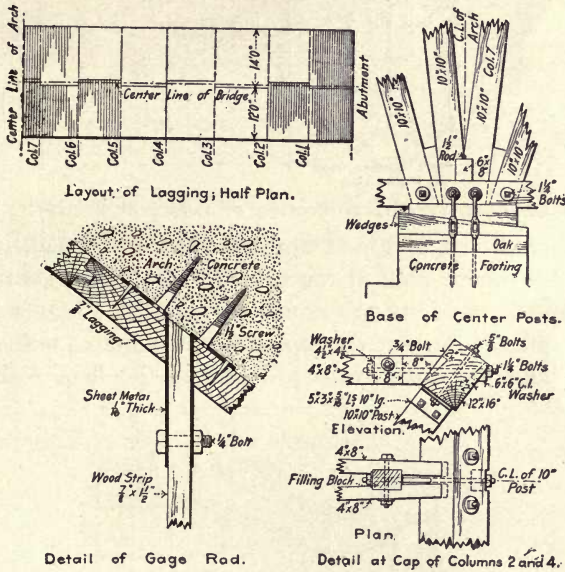 Center Line of Arch
14'0"
12'0"
Center Line of Bridge
Abutment
Col.7
Col.6
Col.5
Col.4
Col.3
Col.2
Col.1
Layout of Lagging; Half Plan.
C.L. of Arch
10"x10"
10"x10"
10"x10"
Col.7
10"x10"
1½" Rod
6"x8"
1½" Bolts
Wedges
Oak
Concrete Footing
Base of Center Posts.
Arch Concrete
Lagging
1½" Screw
Sheet Metal
1/16" Thick
¼" Bolt
Wood Strip
⅞" x 1½"
Detail of Gage Rod.
Washer
4½"x4½"
¾" Bolt
⅝" Bolts
4"x8"
8"
8"
1¼" Bolts
6"x6" C.I.
Washer
12"x16"
10"x10" Post
Elevation.
4"x8"
Filling Block
4"x8"
C.L. of 10"
Post
Plan.
Detail at Cap of Columns 2 and 4.